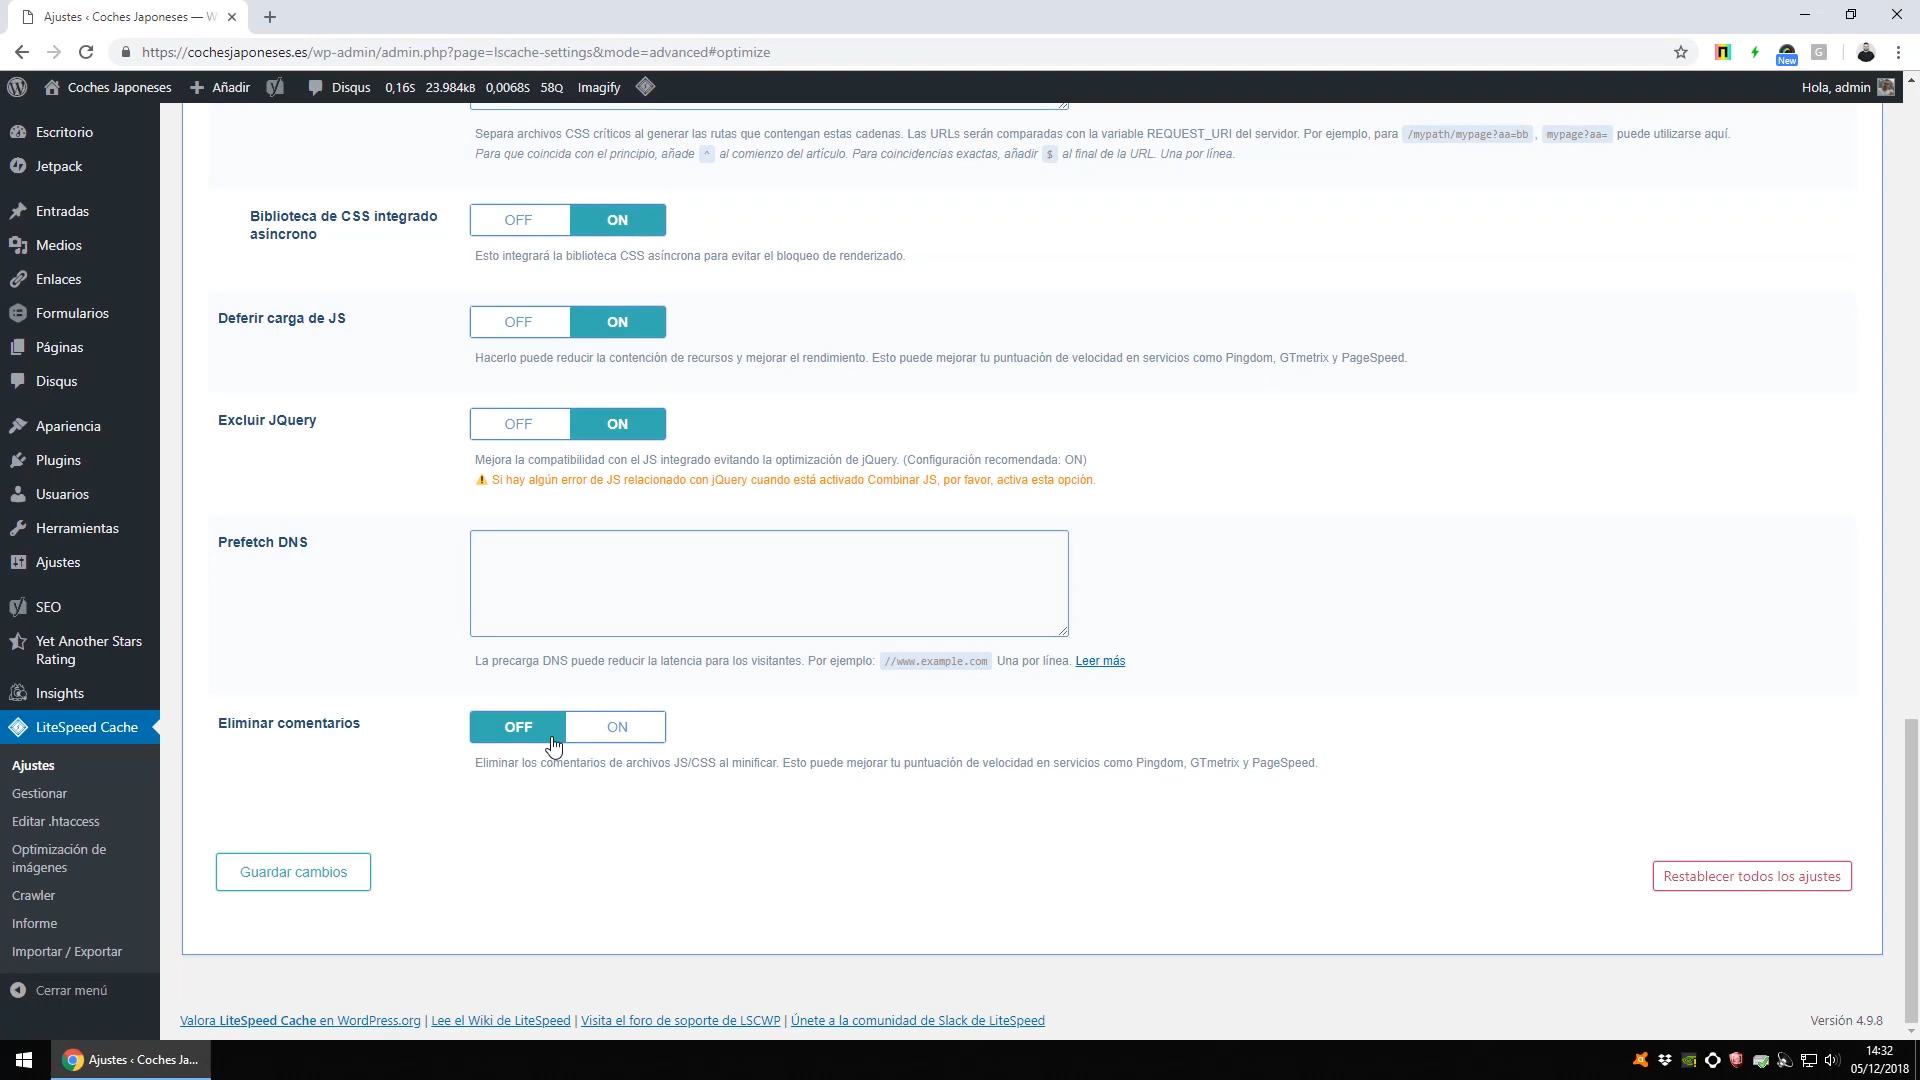 Ajustes ‹ Coches Japoneses — W
https://cochesjaponeses.es/wp-admin/admin.php?page=lscache-settings&mode=advanced#optimize
New
G
Coches Japoneses
Añadir
Disqus
0,16S
23.984KB
0,0068S
58Q
Imagify
Hola, admin
Escritorio
Jetpack
Entradas
Medios
Enlaces
Formularios
Páginas
Disqus
Apariencia
Plugins
Usuarios
Herramientas
Ajustes
SEO
Yet Another Stars
Rating
Insights
LiteSpeed Cache
Ajustes
Gestionar
Editar .htaccess
Optimización de
imágenes
Crawler
Informe
Importar / Exportar
Cerrar menú
Separa archivos CSS críticos al generar las rutas que contengan estas cadenas. Las URLs serán comparadas con la variable REQUEST_URI del servidor. Por ejemplo, para /mypath/mypage?aa=bb , mypage?aa= puede utilizarse aquí.
Para que coincida con el principio, añade ^ al comienzo del artículo. Para coincidencias exactas, añadir $ al final de la URL. Una por línea.
Biblioteca de CSS integrado
asíncrono
OFF ON
Esto integrará la biblioteca CSS asíncrona para evitar el bloqueo de renderizado.
Deferir carga de JS
OFF ON
Hacerlo puede reducir la contención de recursos y mejorar el rendimiento. Esto puede mejorar tu puntuación de velocidad en servicios como Pingdom, GTmetrix y PageSpeed.
Excluir JQuery
OFF ON
Mejora la compatibilidad con el JS integrado evitando la optimización de jQuery. (Configuración recomendada: ON)
Si hay algún error de JS relacionado con jQuery cuando está activado Combinar JS, por favor, activa esta opción.
Prefetch DNS
La precarga DNS puede reducir la latencia para los visitantes. Por ejemplo: //www.example.com Una por línea. Leer más
Eliminar comentarios
OFF ON
Eliminar los comentarios de archivos JS/CSS al minificar. Esto puede mejorar tu puntuación de velocidad en servicios como Pingdom, GTmetrix y PageSpeed.
Guardar cambios
Restablecer todos los ajustes
Valora LiteSpeed Cache en WordPress.org | Lee el Wiki de LiteSpeed | Visita el foro de soporte de LSCWP | Únete a la comunidad de Slack de LiteSpeed
Versión 4.9.8
Ajustes ‹ Coches Ja...
14:32
05/12/2018